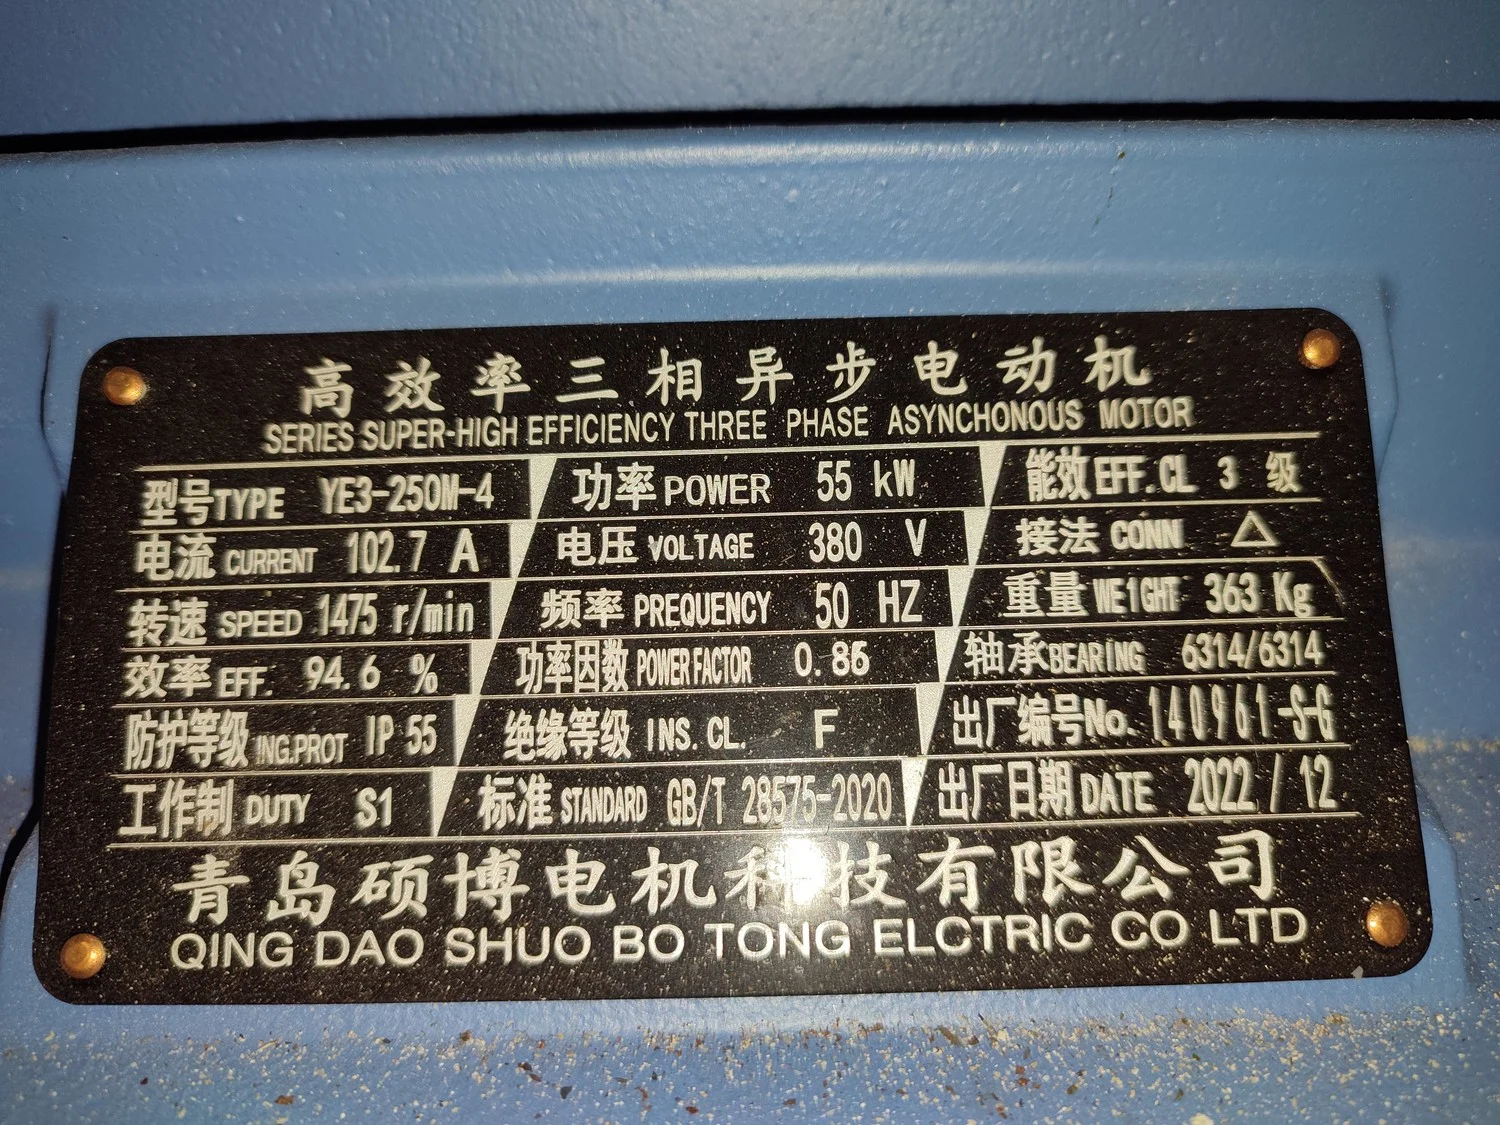 高效率三相异步电动机
SERIES SUPER-HIGH EFFICIENCY THREE PHASE ASYNCHONOUS MOTOR
型号TYPE YE3-250M-4 功率POWER 55 kW 能效EFF.CL 3 级
电流CURRENT 102.7 A 电压VOLTAGE 380 V 接法CONN △
转速SPEED 1475 r/min 频率PREQUENCY 50 HZ 重量WE1GHT 363 Kg
效率EFF. 94.6 % 功率因数POWER FACTOR 0.86 轴承BEARING 6314/6314
防护等级ING.PROT IP 55 绝缘等级INS.CL. F 出厂编号No. 140961-S-G
工作制DUTY S1 标准STANDARD GB/T 28575-2020 出厂日期DATE 2022 / 12
青岛硕博电机科技有限公司
QING DAO SHUO BO TONG ELCTRIC CO LTD